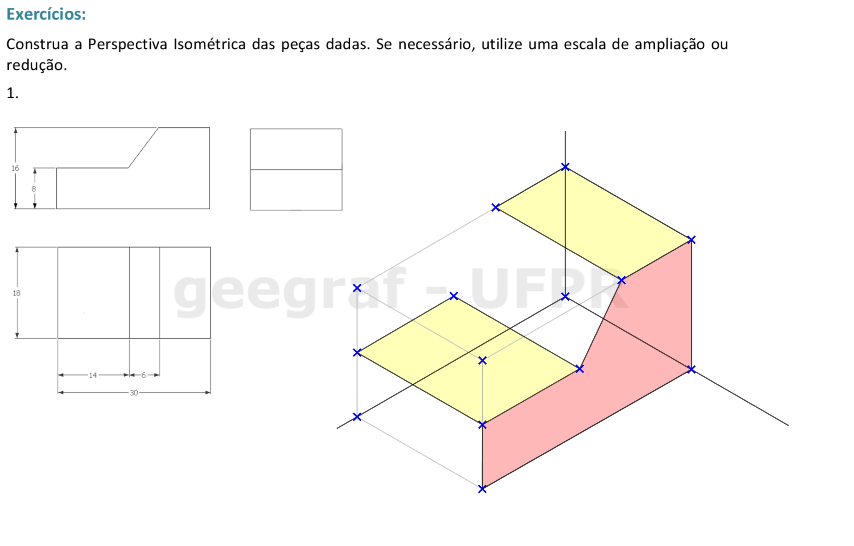 Exercícios:
Construa a Perspectiva Isométrica das peças dadas. Se necessário, utilize uma escala de ampliação ou
redução.
1.
16
8
geegraf - UFPR
18
14
6
30